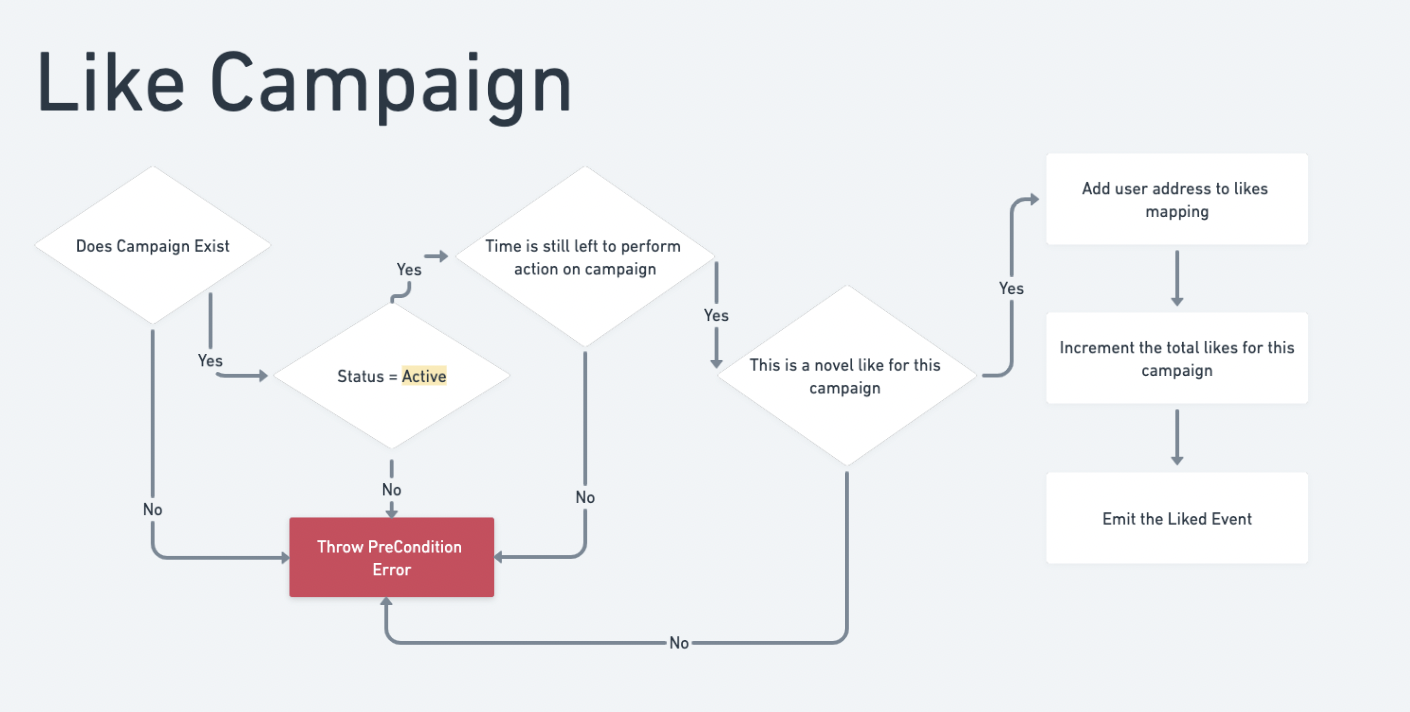 Like Campaign
Does Campaign Exist
Yes
No
Status = Active
Yes
No
Time is still left to perform
action on campaign
Yes
No
This is a novel like for this
campaign
Yes
No
Throw PreCondition
Error
Add user address to likes
mapping
Increment the total likes for this
campaign
Emit the Liked Event